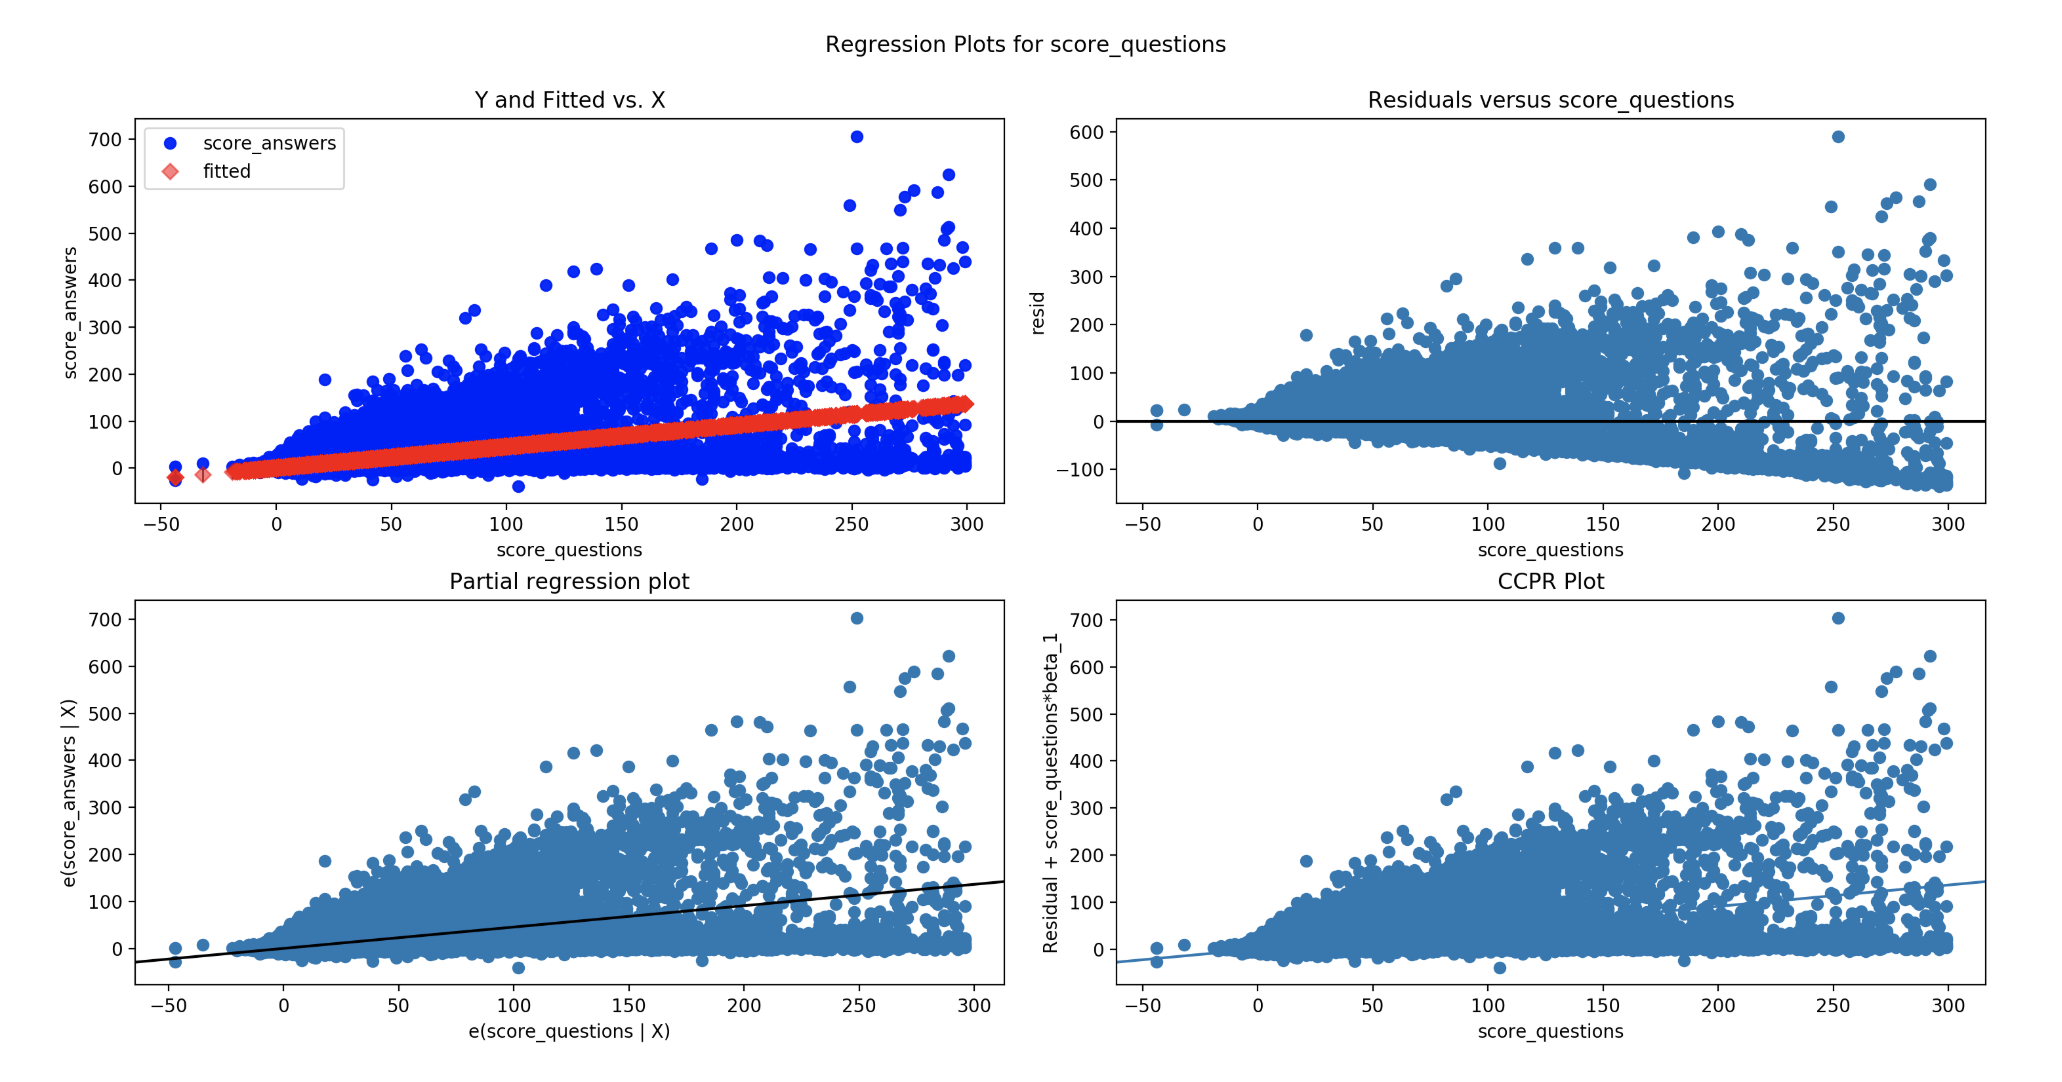 Regression Plots for score_questions
Y and Fitted vs. X
score_answers
fitted
700
600
500
400
300
200
100
0
score_answers
−50 0 50 100 150 200 250 300
score_questions
Residuals versus score_questions
600
500
400
300
200
100
0
−100
resid
−50 0 50 100 150 200 250 300
score_questions
Partial regression plot
700
600
500
400
300
200
100
0
e(score_answers | X)
−50 0 50 100 150 200 250 300
e(score_questions | X)
CCPR Plot
700
600
500
400
300
200
100
0
Residual + score_questions*beta_1
−50 0 50 100 150 200 250 300
score_questions